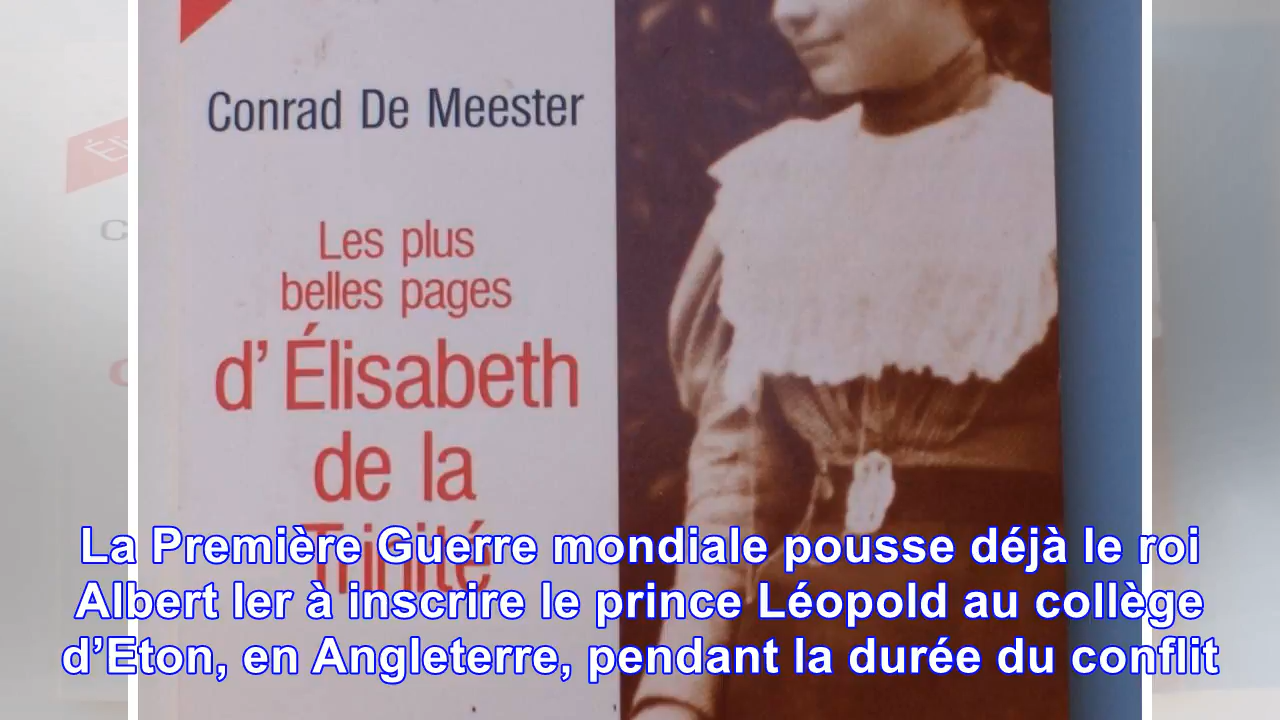 Conrad De Meester
Les plus
belles pages
d'Élisabeth
de la
Trinité
La Première Guerre mondiale pousse déjà le roi
Albert Ier à inscrire le prince Léopold au collège
d’Eton, en Angleterre, pendant la durée du conflit